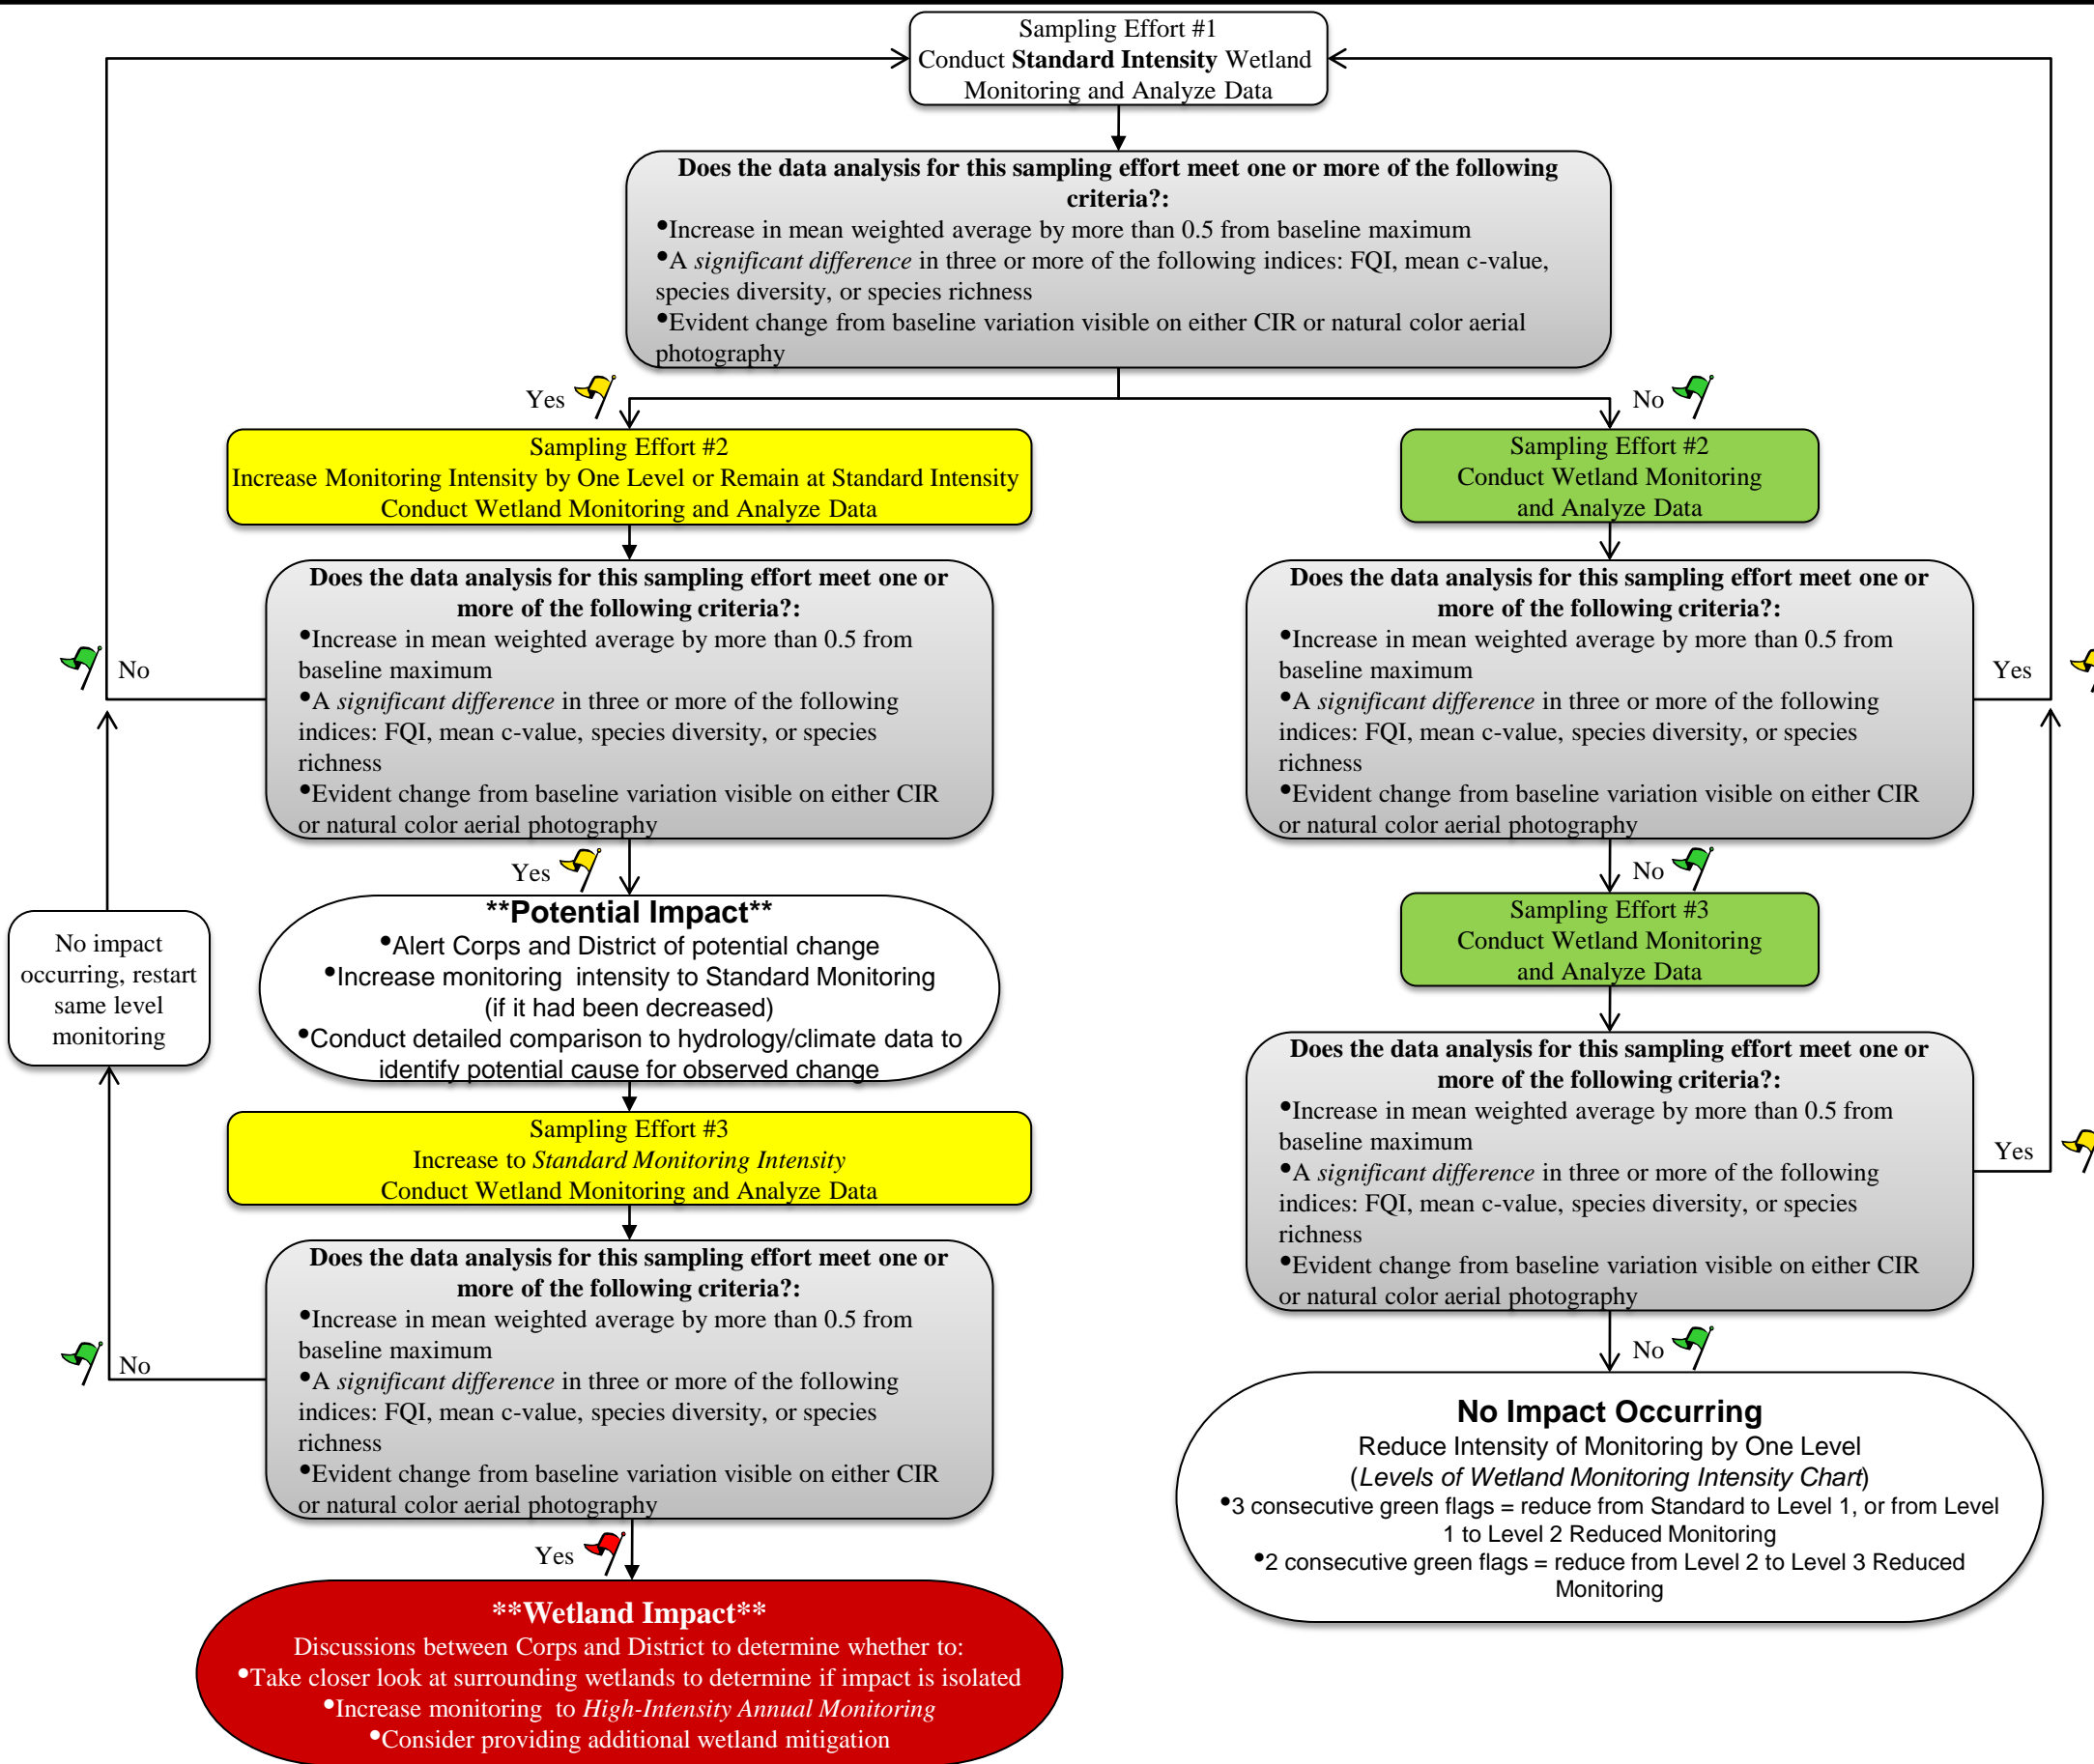 Sampling Effort #1
Conduct Standard Intensity Wetland
Monitoring and Analyze Data
Does the data analysis for this sampling effort meet one or more of the following
criteria?:
•Increase in mean weighted average by more than 0.5 from baseline maximum
•A significant difference in three or more of the following indices: FQI, mean c-value,
species diversity, or species richness
•Evident change from baseline variation visible on either CIR or natural color aerial
photography
Yes
No
Sampling Effort #2
Increase Monitoring Intensity by One Level or Remain at Standard Intensity
Conduct Wetland Monitoring and Analyze Data
Sampling Effort #2
Conduct Wetland Monitoring
and Analyze Data
Does the data analysis for this sampling effort meet one or
more of the following criteria?:
•Increase in mean weighted average by more than 0.5 from
baseline maximum
•A significant difference in three or more of the following
indices: FQI, mean c-value, species diversity, or species
richness
•Evident change from baseline variation visible on either CIR
or natural color aerial photography
No
Does the data analysis for this sampling effort meet one or
more of the following criteria?:
•Increase in mean weighted average by more than 0.5 from
baseline maximum
•A significant difference in three or more of the following
indices: FQI, mean c-value, species diversity, or species
richness
•Evident change from baseline variation visible on either CIR
or natural color aerial photography
Yes
Yes
No
**Potential Impact**
•Alert Corps and District of potential change
•Increase monitoring intensity to Standard Monitoring
(if it had been decreased)
•Conduct detailed comparison to hydrology/climate data to
identify potential cause for observed change
Sampling Effort #3
Conduct Wetland Monitoring
and Analyze Data
No impact
occurring, restart
same level
monitoring
Sampling Effort #3
Increase to Standard Monitoring Intensity
Conduct Wetland Monitoring and Analyze Data
Does the data analysis for this sampling effort meet one or
more of the following criteria?:
•Increase in mean weighted average by more than 0.5 from
baseline maximum
•A significant difference in three or more of the following
indices: FQI, mean c-value, species diversity, or species
richness
•Evident change from baseline variation visible on either CIR
or natural color aerial photography
Yes
Does the data analysis for this sampling effort meet one or
more of the following criteria?:
•Increase in mean weighted average by more than 0.5 from
baseline maximum
•A significant difference in three or more of the following
indices: FQI, mean c-value, species diversity, or species
richness
•Evident change from baseline variation visible on either CIR
or natural color aerial photography
No
No
Yes
No Impact Occurring
Reduce Intensity of Monitoring by One Level
(Levels of Wetland Monitoring Intensity Chart)
•3 consecutive green flags = reduce from Standard to Level 1, or from Level
1 to Level 2 Reduced Monitoring
•2 consecutive green flags = reduce from Level 2 to Level 3 Reduced
Monitoring
**Wetland Impact**
Discussions between Corps and District to determine whether to:
•Take closer look at surrounding wetlands to determine if impact is isolated
•Increase monitoring to High-Intensity Annual Monitoring
•Consider providing additional wetland mitigation